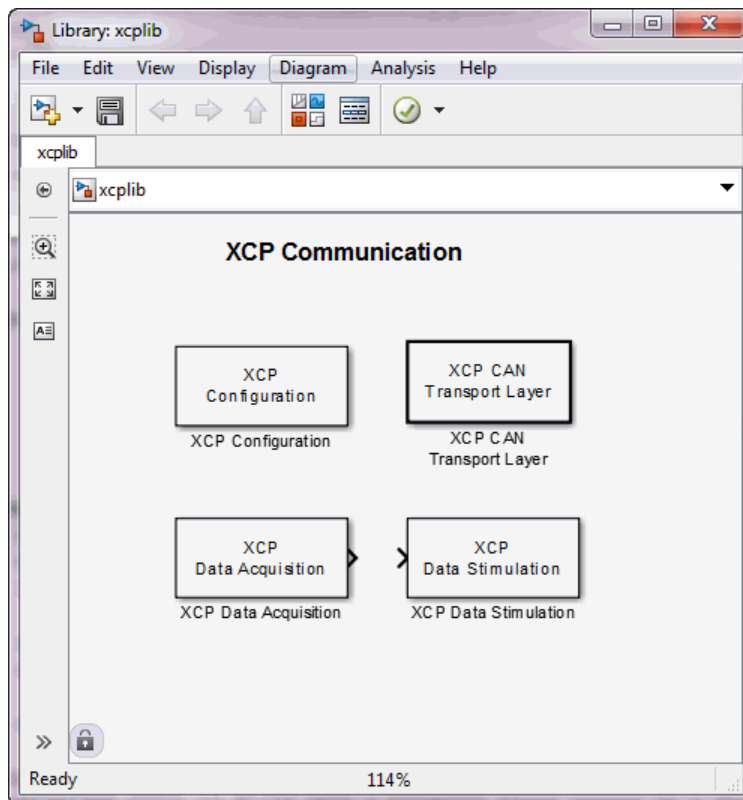 Library: xcplib
File Edit View Display Diagram Analysis Help
xcplib
xcplib
XCP Communication
XCP
Configuration
XCP Configuration
XCP CAN
Transport Layer
XCP CAN
Transport Layer
XCP
Data Acquisition
XCP Data Acquisition
XCP
Data Stimulation
XCP Data Stimulation
Ready 114%